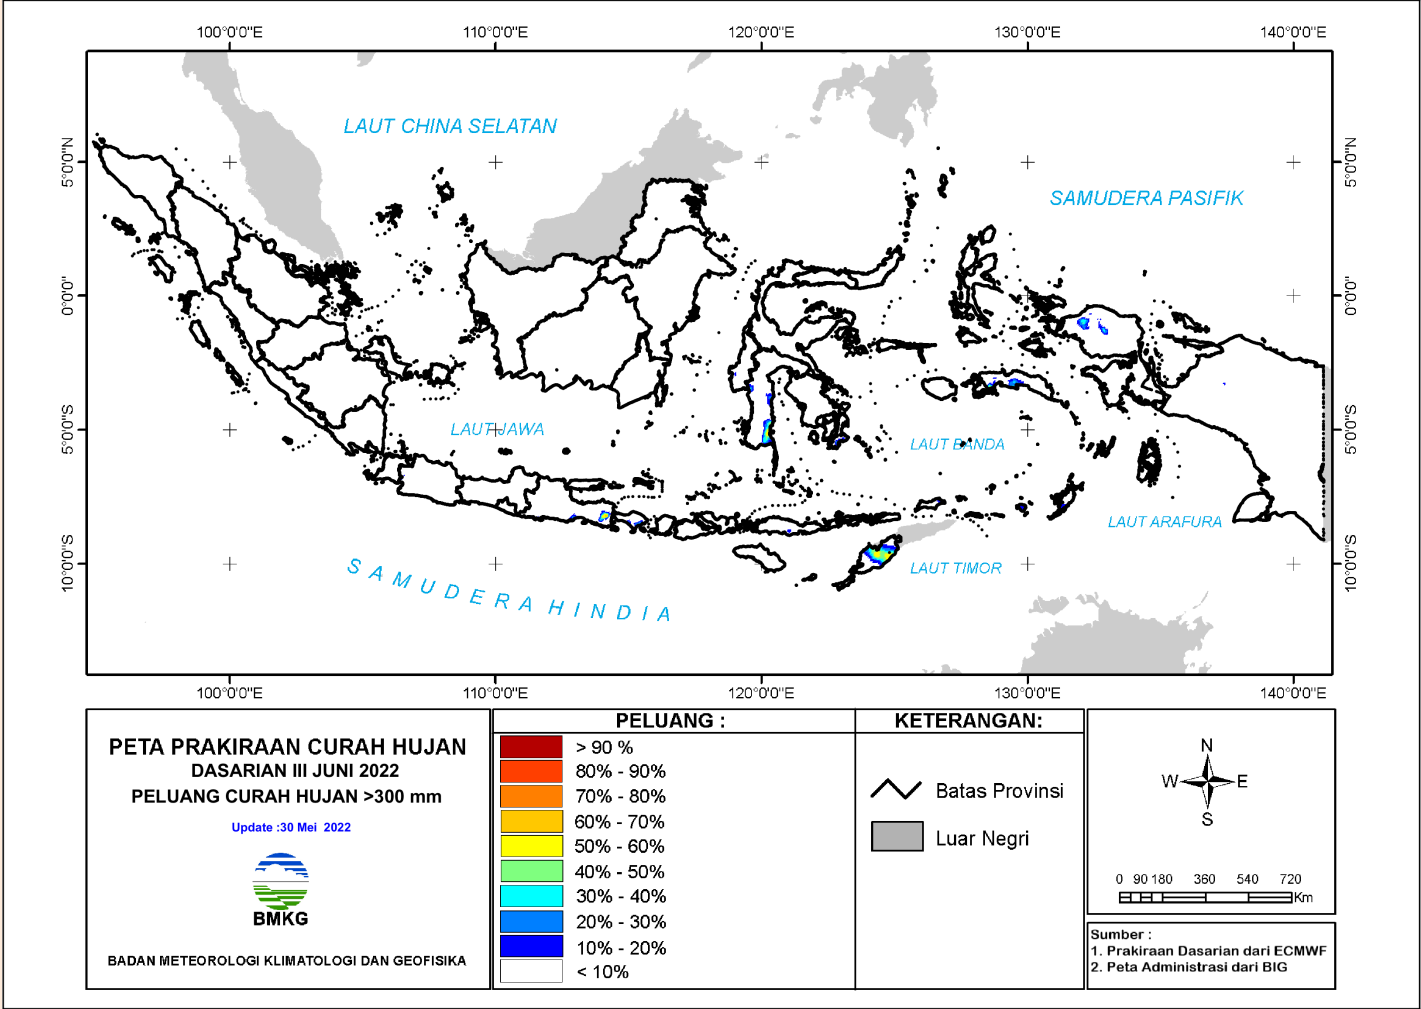 100°0'0"E 110°0'0"E 120°0'0"E 130°0'0"E 140°0'0"E
5°0'0"N
0°0'0"
5°0'0"S
10°0'0"S
5°0'0"N
0°0'0"
5°0'0"S
10°0'0"S
LAUT CHINA SELATAN
SAMUDERA PASIFIK
LAUT JAWA
LAUT BANDA
LAUT ARAFURA
LAUT TIMOR
SAMUDERA HINDIA
100°0'0"E 110°0'0"E 120°0'0"E 130°0'0"E 140°0'0"E
PETA PRAKIRAAN CURAH HUJAN
DASARIAN III JUNI 2022
PELUANG CURAH HUJAN >300 mm
Update :30 Mei 2022
BMKG
BADAN METEOROLOGI KLIMATOLOGI DAN GEOFISIKA
PELUANG :
> 90 %
80% - 90%
70% - 80%
60% - 70%
50% - 60%
40% - 50%
30% - 40%
20% - 30%
10% - 20%
< 10%
KETERANGAN:
Batas Provinsi
Luar Negri
N
W E
S
0 90 180 360 540 720
Km
Sumber :
1. Prakiraan Dasarian dari ECMWF
2. Peta Administrasi dari BIG